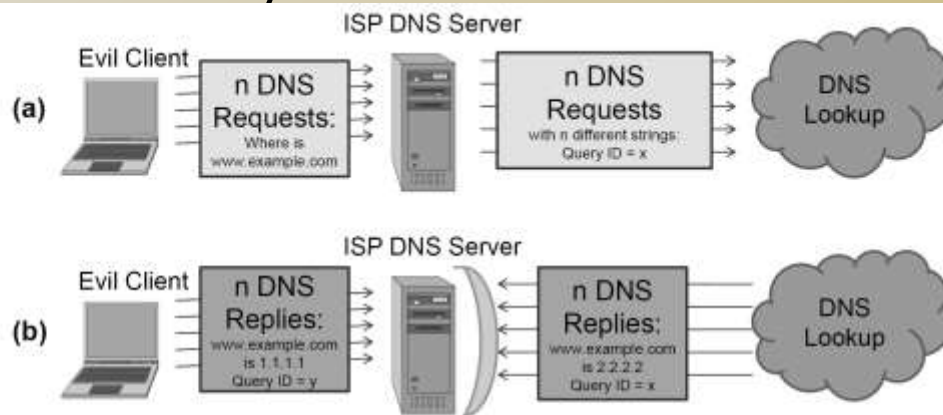 ISP DNS Server
Evil Client
(a)
n DNS
Requests:
Where is
www.example.com
n DNS
Requests
with n different strings:
Query ID = x
DNS
Lookup
ISP DNS Server
Evil Client
(b)
n DNS
Replies:
www.example.com
is 1.1.1.1
Query ID = y
n DNS
Replies:
www.example.com
is 2.2.2.2
Query ID = x
DNS
Lookup